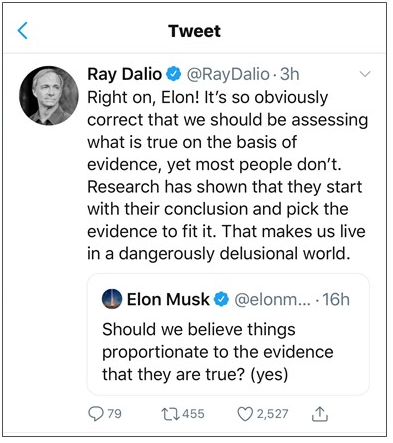 Tweet
Ray Dalio @RayDalio · 3h
Right on, Elon! It's so obviously
correct that we should be assessing
what is true on the basis of
evidence, yet most people don't.
Research has shown that they start
with their conclusion and pick the
evidence to fit it. That makes us live
in a dangerously delusional world.
Elon Musk @elonm... · 16h
Should we believe things
proportionate to the evidence
that they are true? (yes)
79 455 2,527